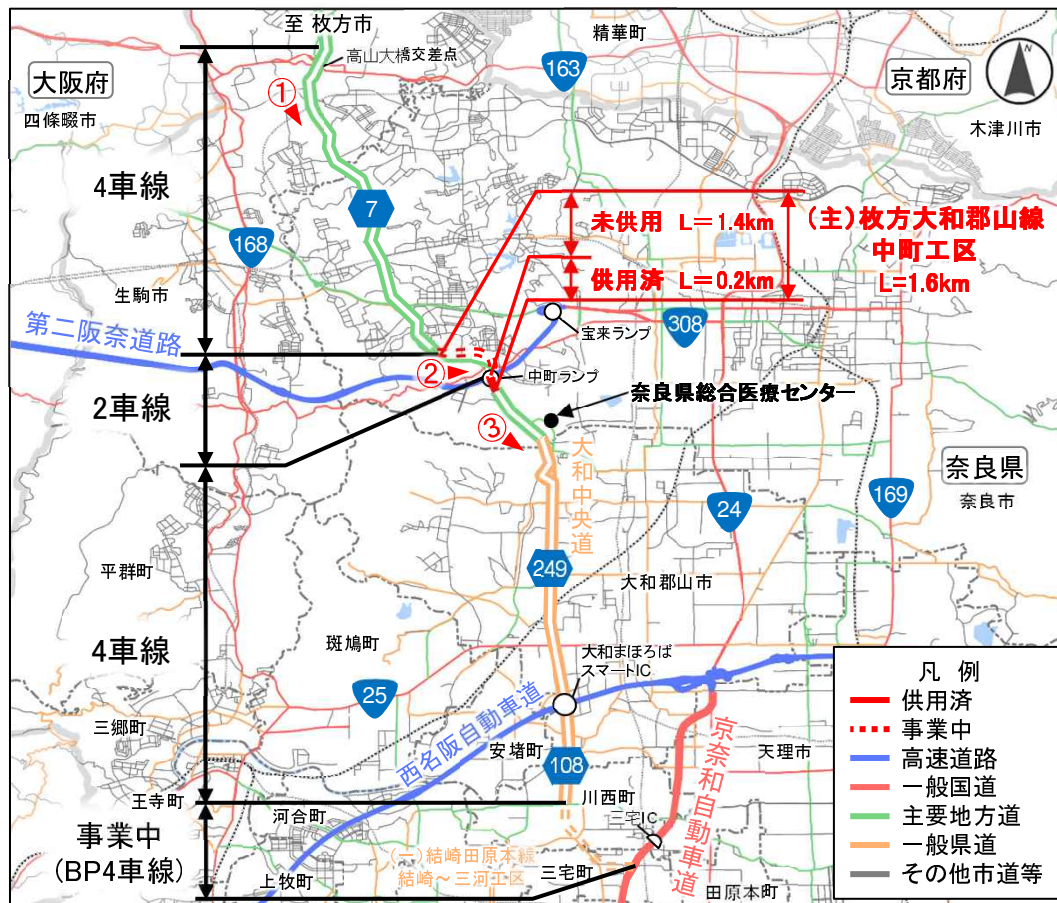 至 枚方市
高山大橋交差点
精華町
163
大阪府
京都府
四條畷市
木津川市
①
4車線
7
未供用 L=1.4km
(主)枚方大和郡山線
中町工区
L=1.6km
供用済 L=0.2km
168
生駒市
第二阪奈道路
宝来ランプ
308
②
中町ランプ
2車線
奈良県総合医療センター
③
大和中央道
奈良県
奈良市
24
169
平群町
249
大和郡山市
4車線
斑鳩町
大和まほろば
スマートIC
25
三郷町
西名阪自動車道
安堵町
108
京奈和自動車道
天理市
王寺町
川西町
河合町
三宅IC
事業中
(BP4車線)
(一)結崎田原本線
結崎～三河工区
三宅町
上牧町
田原本町
凡 例
供用済
事業中
高速道路
一般国道
主要地方道
一般県道
その他市道等
N